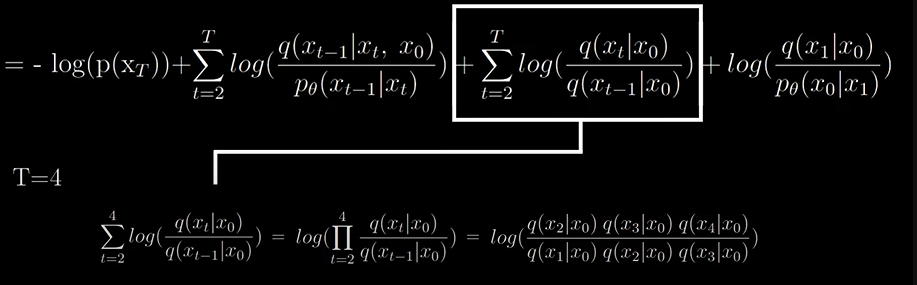 = - log(p(x_T)) + \sum_{t=2}^{T} log(\frac{q(x_{t-1}|x_t, x_0)}{p_θ(x_{t-1}|x_t)}) + \sum_{t=2}^{T} log(\frac{q(x_t|x_0)}{q(x_{t-1}|x_0)}) + log(\frac{q(x_1|x_0)}{p_θ(x_0|x_1)})
T=4
\sum_{t=2}^{4} log(\frac{q(x_t|x_0)}{q(x_{t-1}|x_0)}) = log(\prod_{t=2}^{4} \frac{q(x_t|x_0)}{q(x_{t-1}|x_0)}) = log(\frac{q(x_2|x_0) q(x_3|x_0) q(x_4|x_0)}{q(x_1|x_0) q(x_2|x_0) q(x_3|x_0)})